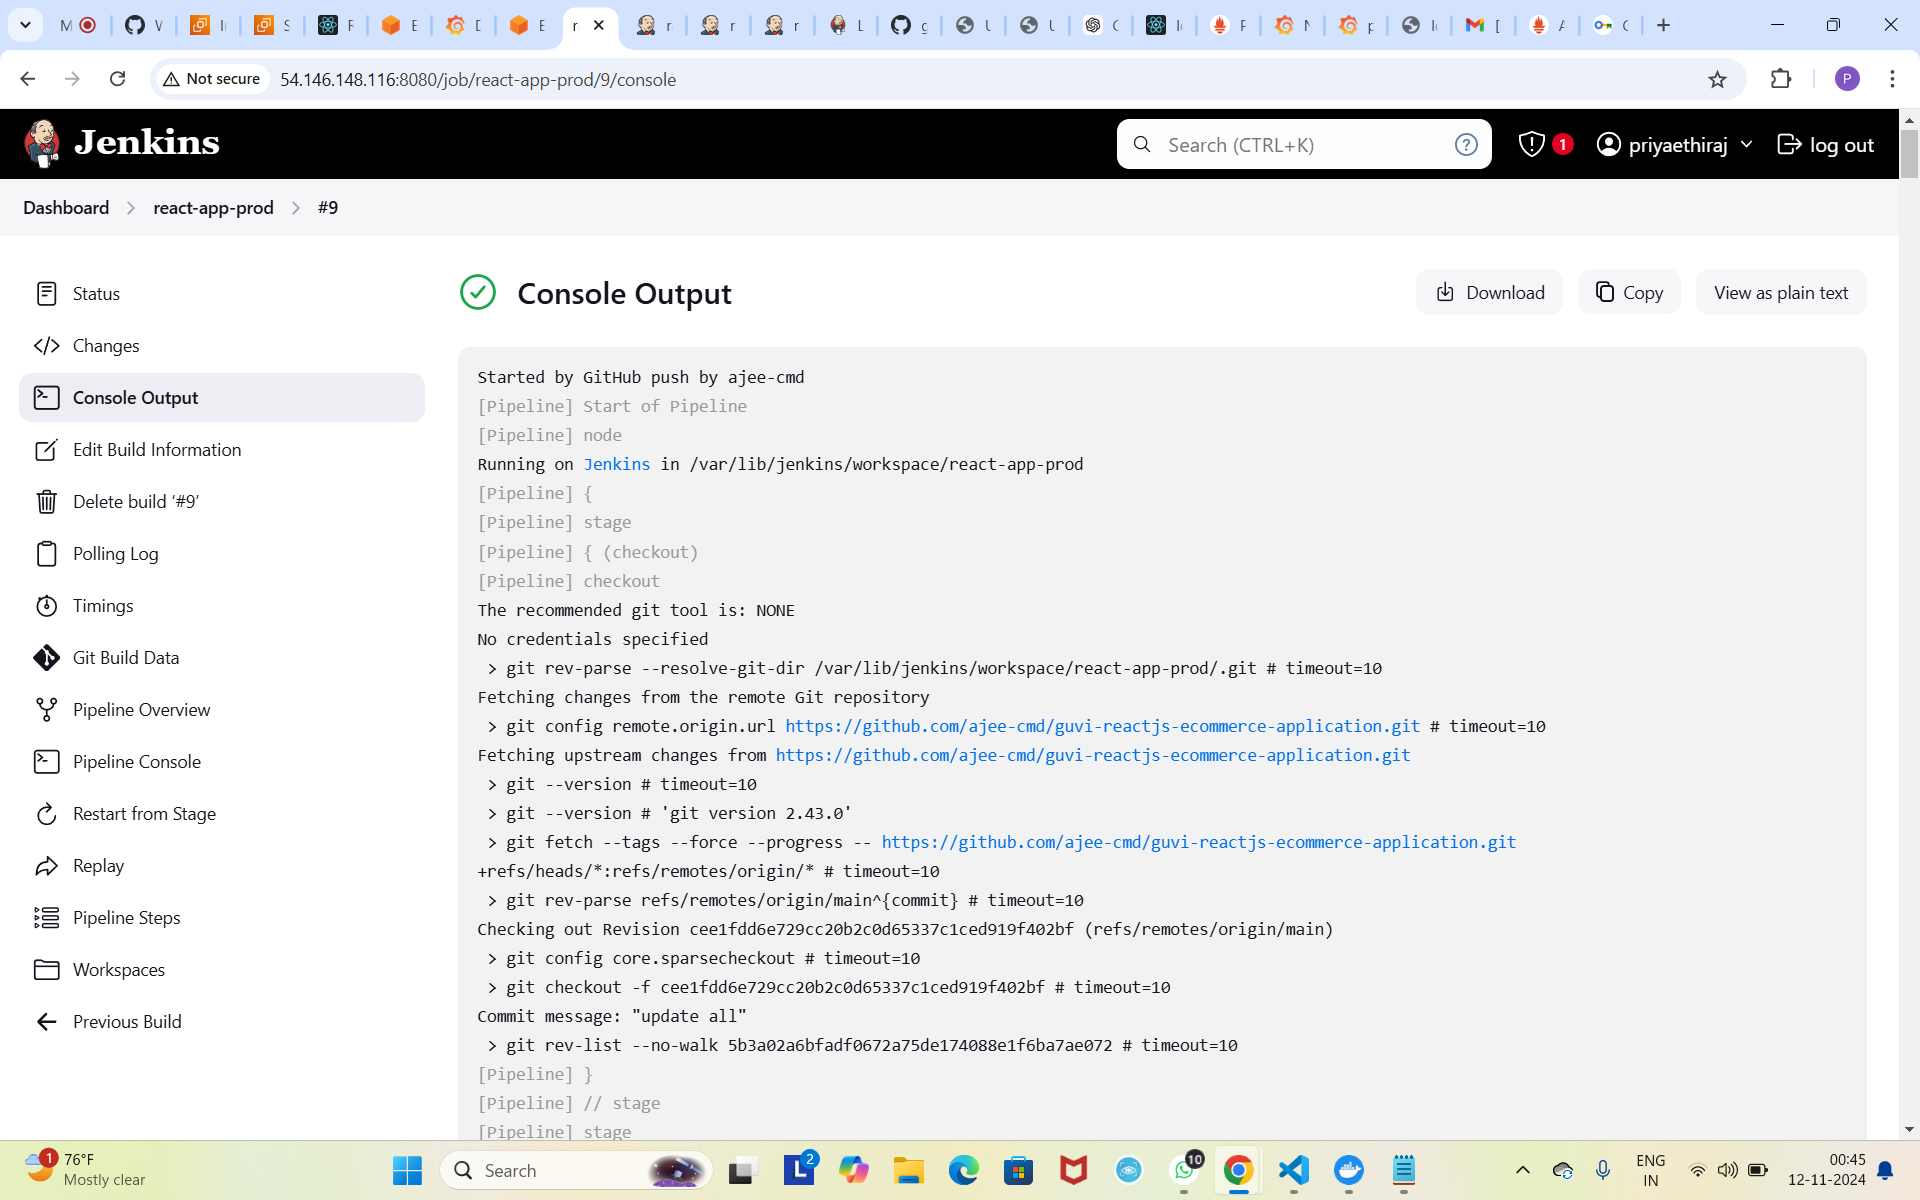 Not secure
54.146.148.116:8080/job/react-app-prod/9/console
P
Jenkins
Search (CTRL+K)
?
1
priyaethiraj
log out
Dashboard
react-app-prod
#9
Status
Changes
Console Output
Edit Build Information
Delete build ‘#9’
Polling Log
Timings
Git Build Data
Pipeline Overview
Pipeline Console
Restart from Stage
Replay
Pipeline Steps
Workspaces
Previous Build
Console Output
Download
Copy
View as plain text
Started by GitHub push by ajee-cmd
[Pipeline] Start of Pipeline
[Pipeline] node
Running on Jenkins in /var/lib/jenkins/workspace/react-app-prod
[Pipeline] {
[Pipeline] stage
[Pipeline] { (checkout)
[Pipeline] checkout
The recommended git tool is: NONE
No credentials specified
> git rev-parse --resolve-git-dir /var/lib/jenkins/workspace/react-app-prod/.git # timeout=10
Fetching changes from the remote Git repository
> git config remote.origin.url https://github.com/ajee-cmd/guvi-reactjs-ecommerce-application.git # timeout=10
Fetching upstream changes from https://github.com/ajee-cmd/guvi-reactjs-ecommerce-application.git
> git --version # timeout=10
> git --version # 'git version 2.43.0'
> git fetch --tags --force --progress -- https://github.com/ajee-cmd/guvi-reactjs-ecommerce-application.git
+refs/heads/*:refs/remotes/origin/* # timeout=10
> git rev-parse refs/remotes/origin/main^{commit} # timeout=10
Checking out Revision cee1fdd6e729cc20b2c0d65337c1ced919f402bf (refs/remotes/origin/main)
> git config core.sparsecheckout # timeout=10
> git checkout -f cee1fdd6e729cc20b2c0d65337c1ced919f402bf # timeout=10
Commit message: "update all"
> git rev-list --no-walk 5b3a02a6bfadf0672a75de174088e1f6ba7ae072 # timeout=10
[Pipeline] }
[Pipeline] // stage
[Pipeline] stage
1
76°F
Mostly clear
Search
L
2
10
ENG
IN
00:45
12-11-2024